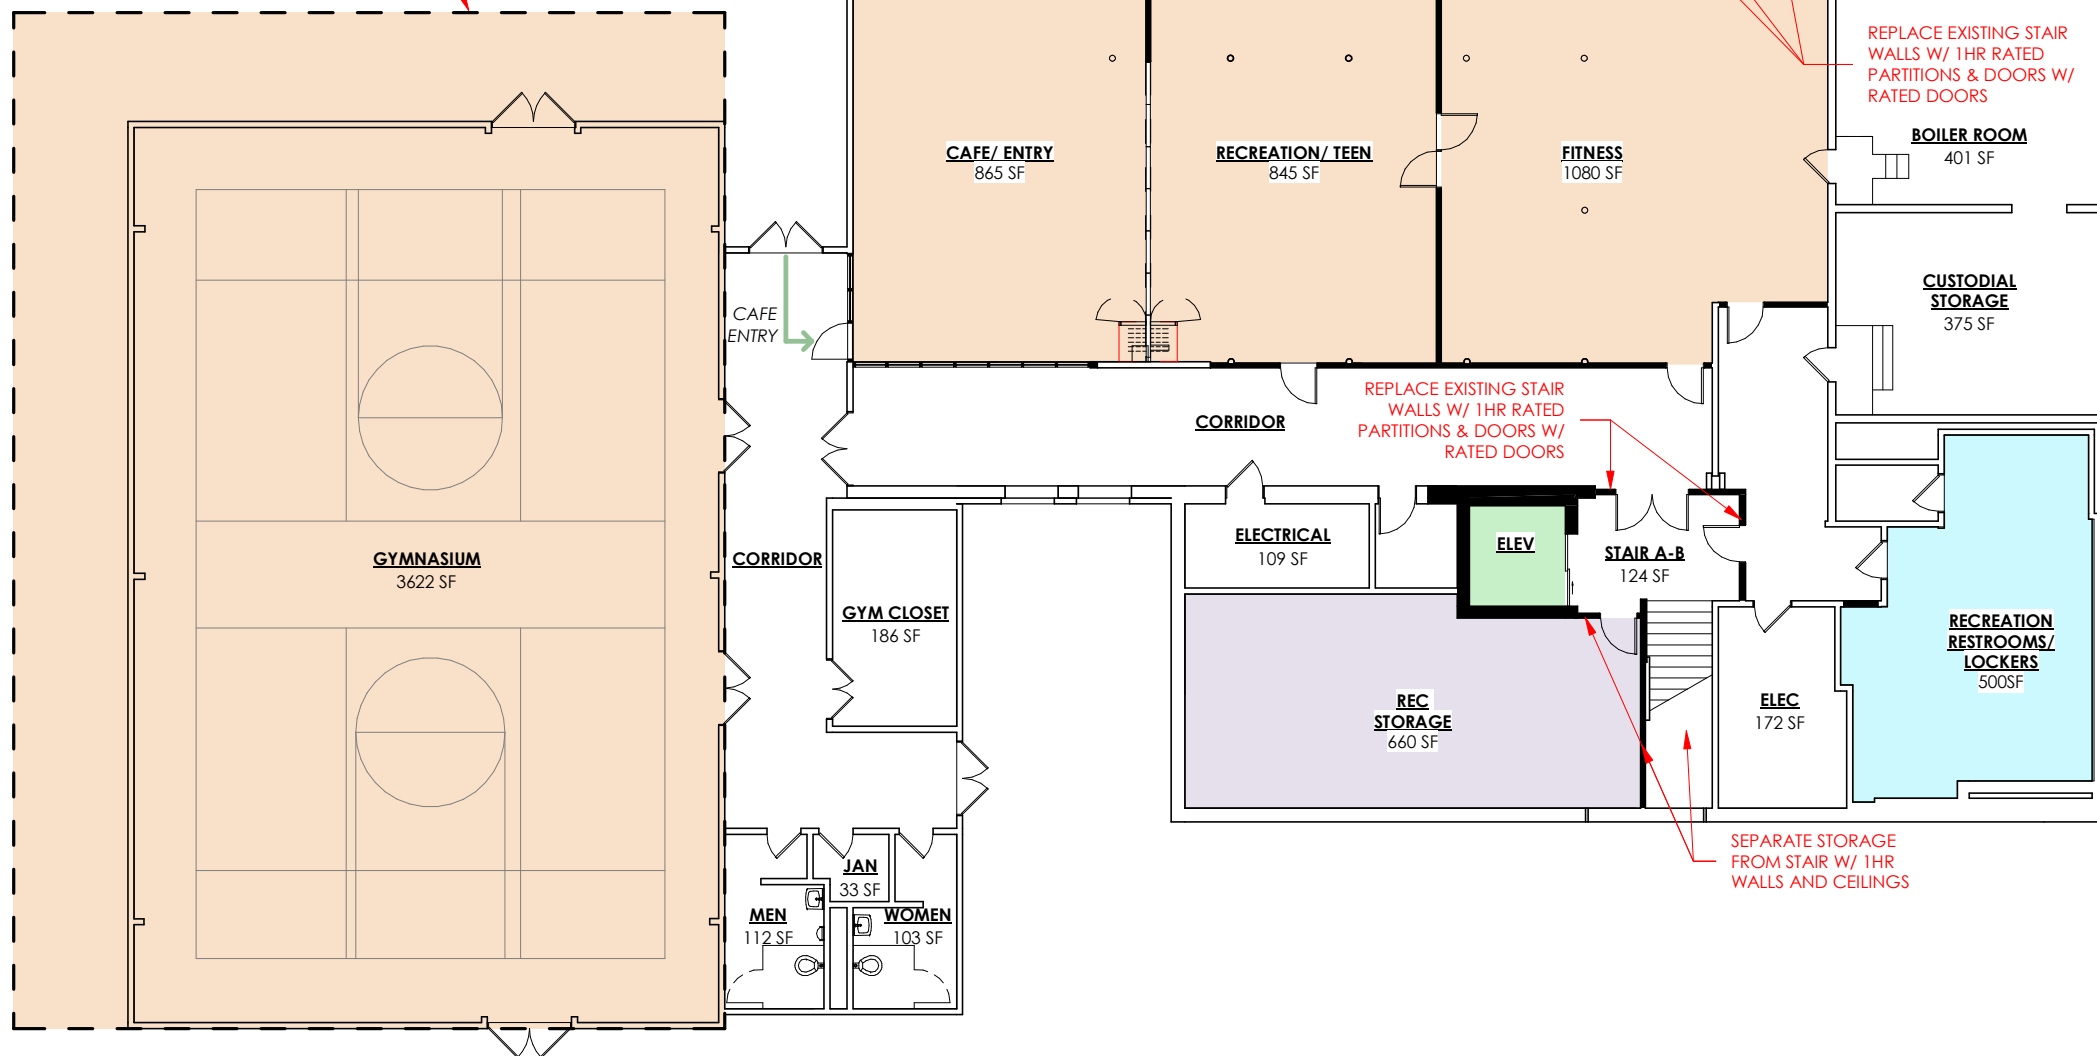 REPLACE EXISTING STAIR
WALLS W/ 1HR RATED
PARTITIONS & DOORS W/
RATED DOORS
BOILER ROOM
401 SF
CAFE/ ENTRY
865 SF
RECREATION/ TEEN
845 SF
FITNESS
1080 SF
CUSTODIAL
STORAGE
375 SF
CAFE
ENTRY
REPLACE EXISTING STAIR
WALLS W/ 1HR RATED
PARTITIONS & DOORS W/
RATED DOORS
CORRIDOR
GYMNASIUM
3622 SF
CORRIDOR
ELECTRICAL
109 SF
ELEV
STAIR A-B
124 SF
GYM CLOSET
186 SF
RECREATION
RESTROOMS/
LOCKERS
500SF
REC
STORAGE
660 SF
ELEC
172 SF
SEPARATE STORAGE
FROM STAIR W/ 1HR
WALLS AND CEILINGS
JAN
33 SF
MEN
112 SF
WOMEN
103 SF